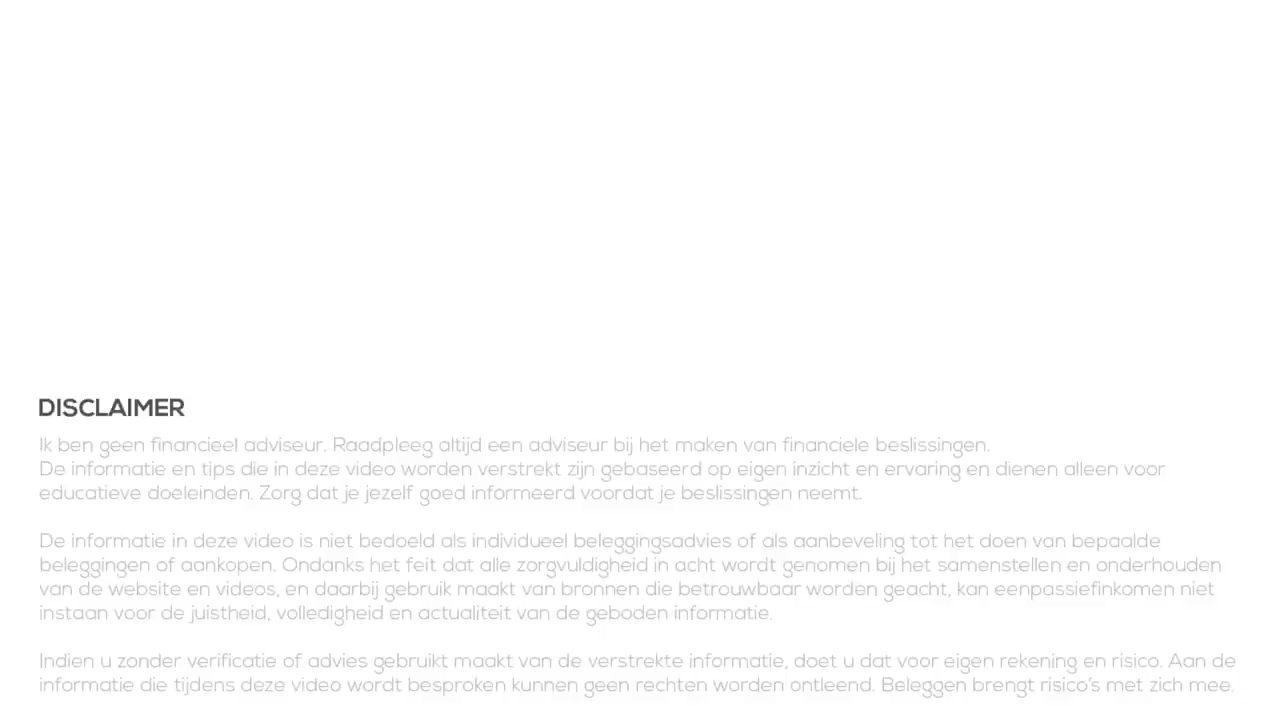 DISCLAIMER
Ik ben geen financieel adviseur. Raadpleeg altijd een adviseur bij het maken van financiele beslissingen.
De informatie en tips die in deze video worden verstrekt zijn gebaseerd op eigen inzicht en ervaring en dienen alleen voor
educatieve doeleinden. Zorg dat je jezelf goed informeerd voordat je beslissingen neemt.
De informatie in deze video is niet bedoeld als individueel beleggingsadvies of als aanbeveling tot het doen van bepaalde
beleggingen of aankopen. Ondanks het feit dat alle zorgvuldigheid in acht wordt genomen bij het samenstellen en onderhouden
van de website en videos, en daarbij gebruik maakt van bronnen die betrouwbaar worden geacht, kan eenpassiefinkomen niet
instaan voor de juistheid, volledigheid en actualiteit van de geboden informatie.
Indien u zonder verificatie of advies gebruikt maakt van de verstrekte informatie, doet u dat voor eigen rekening en risico. Aan de
informatie die tijdens deze video wordt besproken kunnen geen rechten worden ontleend. Beleggen brengt risico's met zich mee.